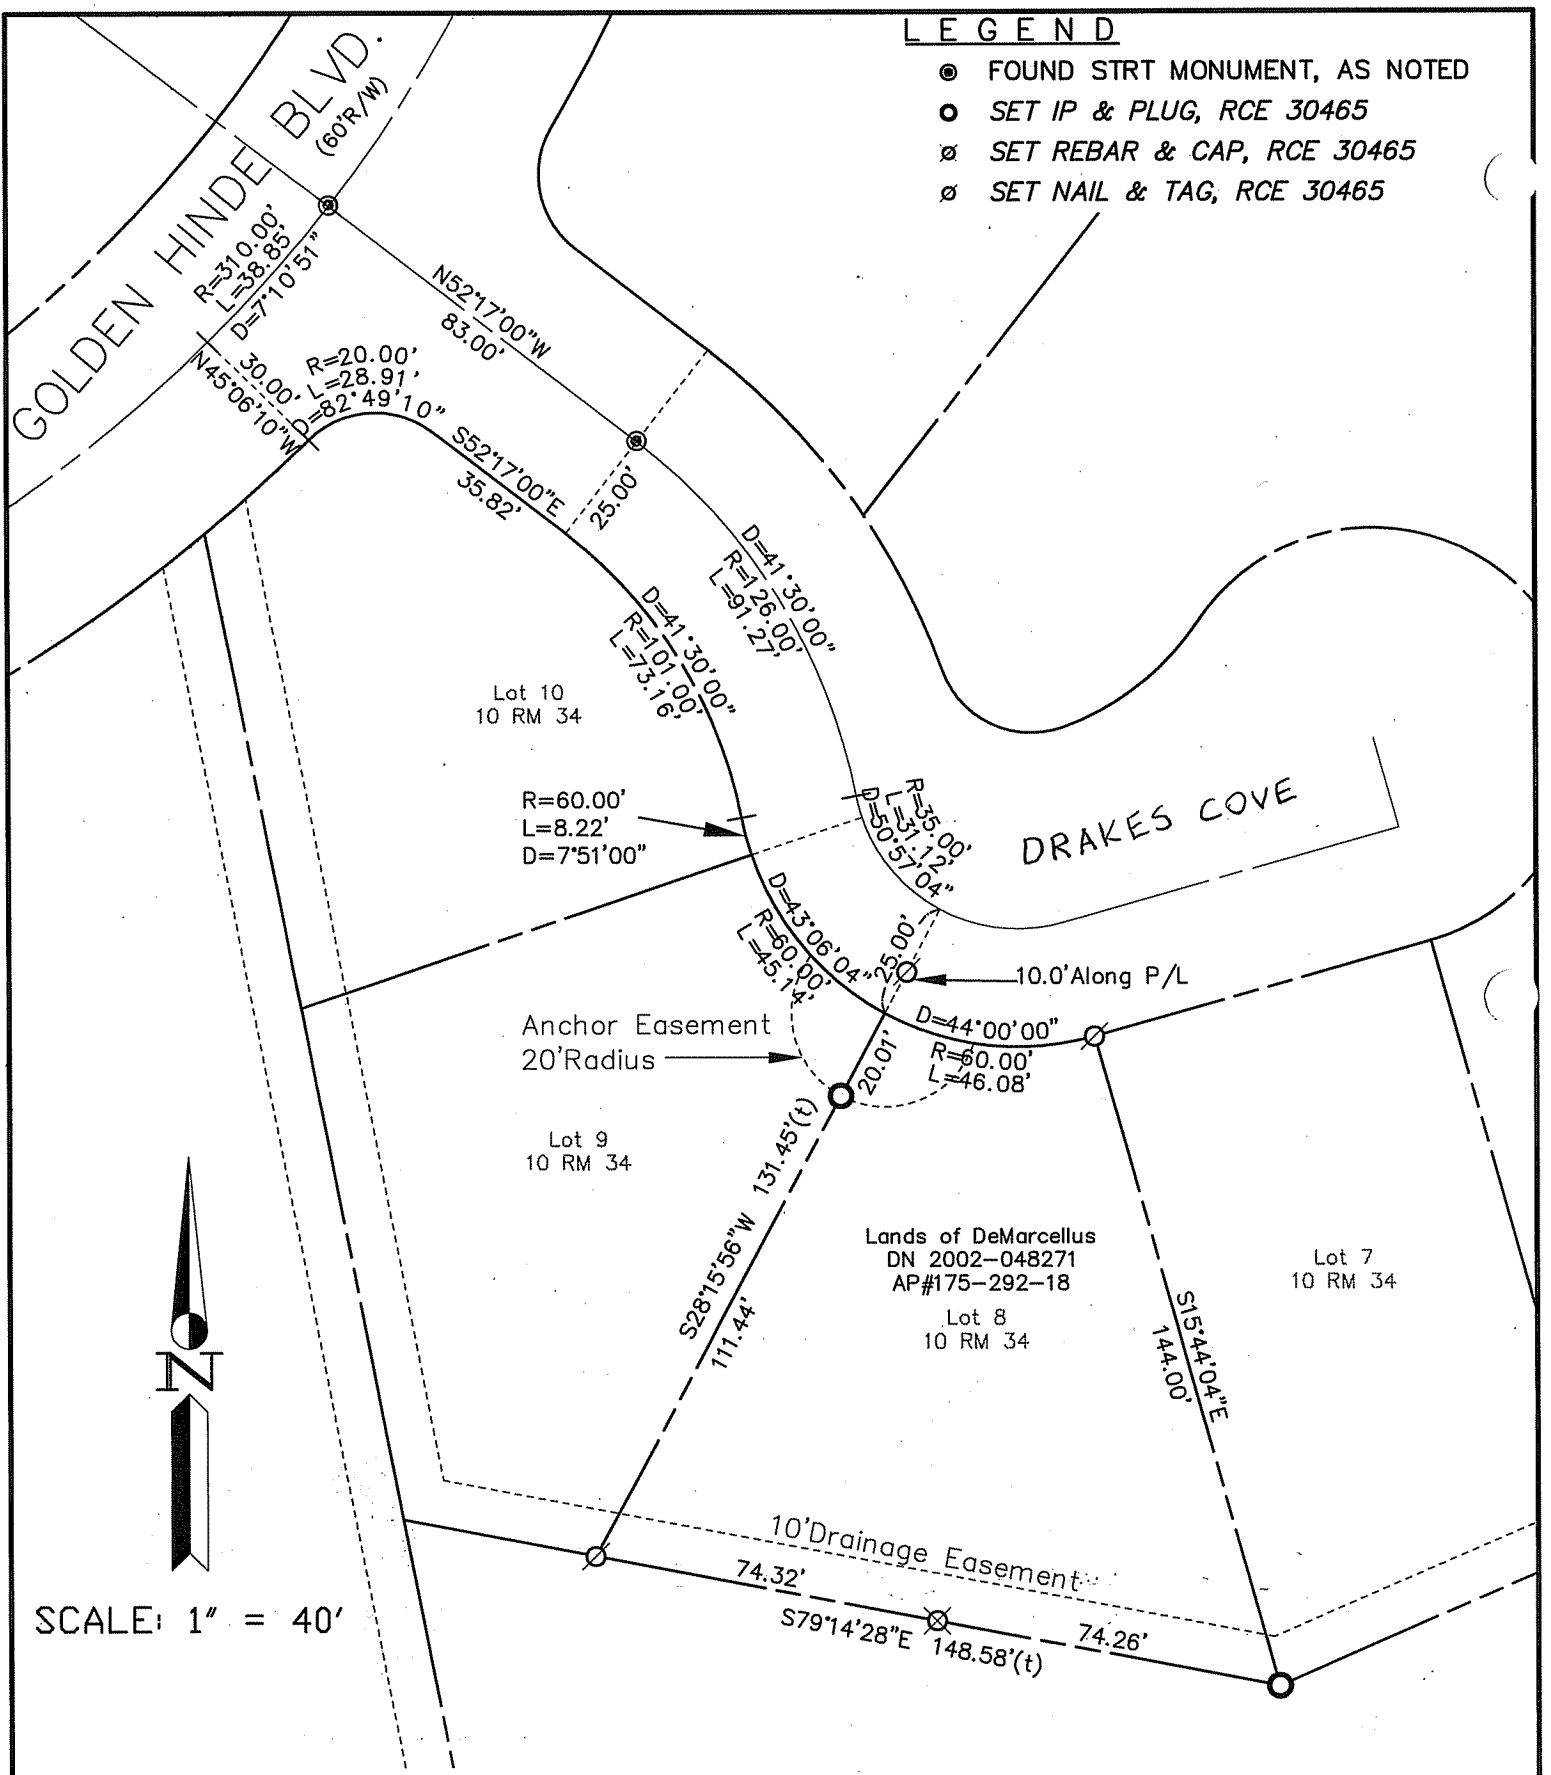 LEGEND
FOUND STRT MONUMENT, AS NOTED
SET IP & PLUG, RCE 30465
SET REBAR & CAP, RCE 30465
SET NAIL & TAG, RCE 30465
GOLDEN HINDE BLVD.
(60'R/W)
R=310.00'
L=38.85'
D=7°10'51"
N52°17'00"W
83.00'
30.00'
N45°06'10"W
R=20.00'
L=28.91'
D=82°49'10"
S52°17'00"E
35.82'
25.00'
D=41°30'00"
R=126.00'
L=91.27'
D=41°30'00"
R=101.00'
L=73.16'
Lot 10
10 RM 34
R=60.00'
L=8.22'
D=7°51'00"
R=35.00'
L=31.12'
D=50°57'04"
DRAKES COVE
D=43°06'04"
R=60.00'
L=45.14'
25.00'
10.0'Along P/L
Anchor Easement
20'Radius
D=44°00'00"
R=60.00'
L=46.08'
20.01'
Lot 9
10 RM 34
S28°15'56"W 131.45'(t)
111.44'
Lands of DeMarcellus
DN 2002-048271
AP#175-292-18
Lot 8
10 RM 34
Lot 7
10 RM 34
S15°44'04"E
144.00'
N
SCALE: 1" = 40'
10'Drainage Easement
74.32'
S79°14'28"E 148.58'(t)
74.26'